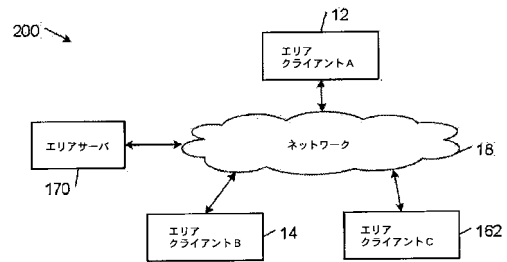 200
12
エリア
クライアントA
エリアサーバ
170
ネットワーク
18
エリア
クライアントB
14
エリア
クライアントC
162